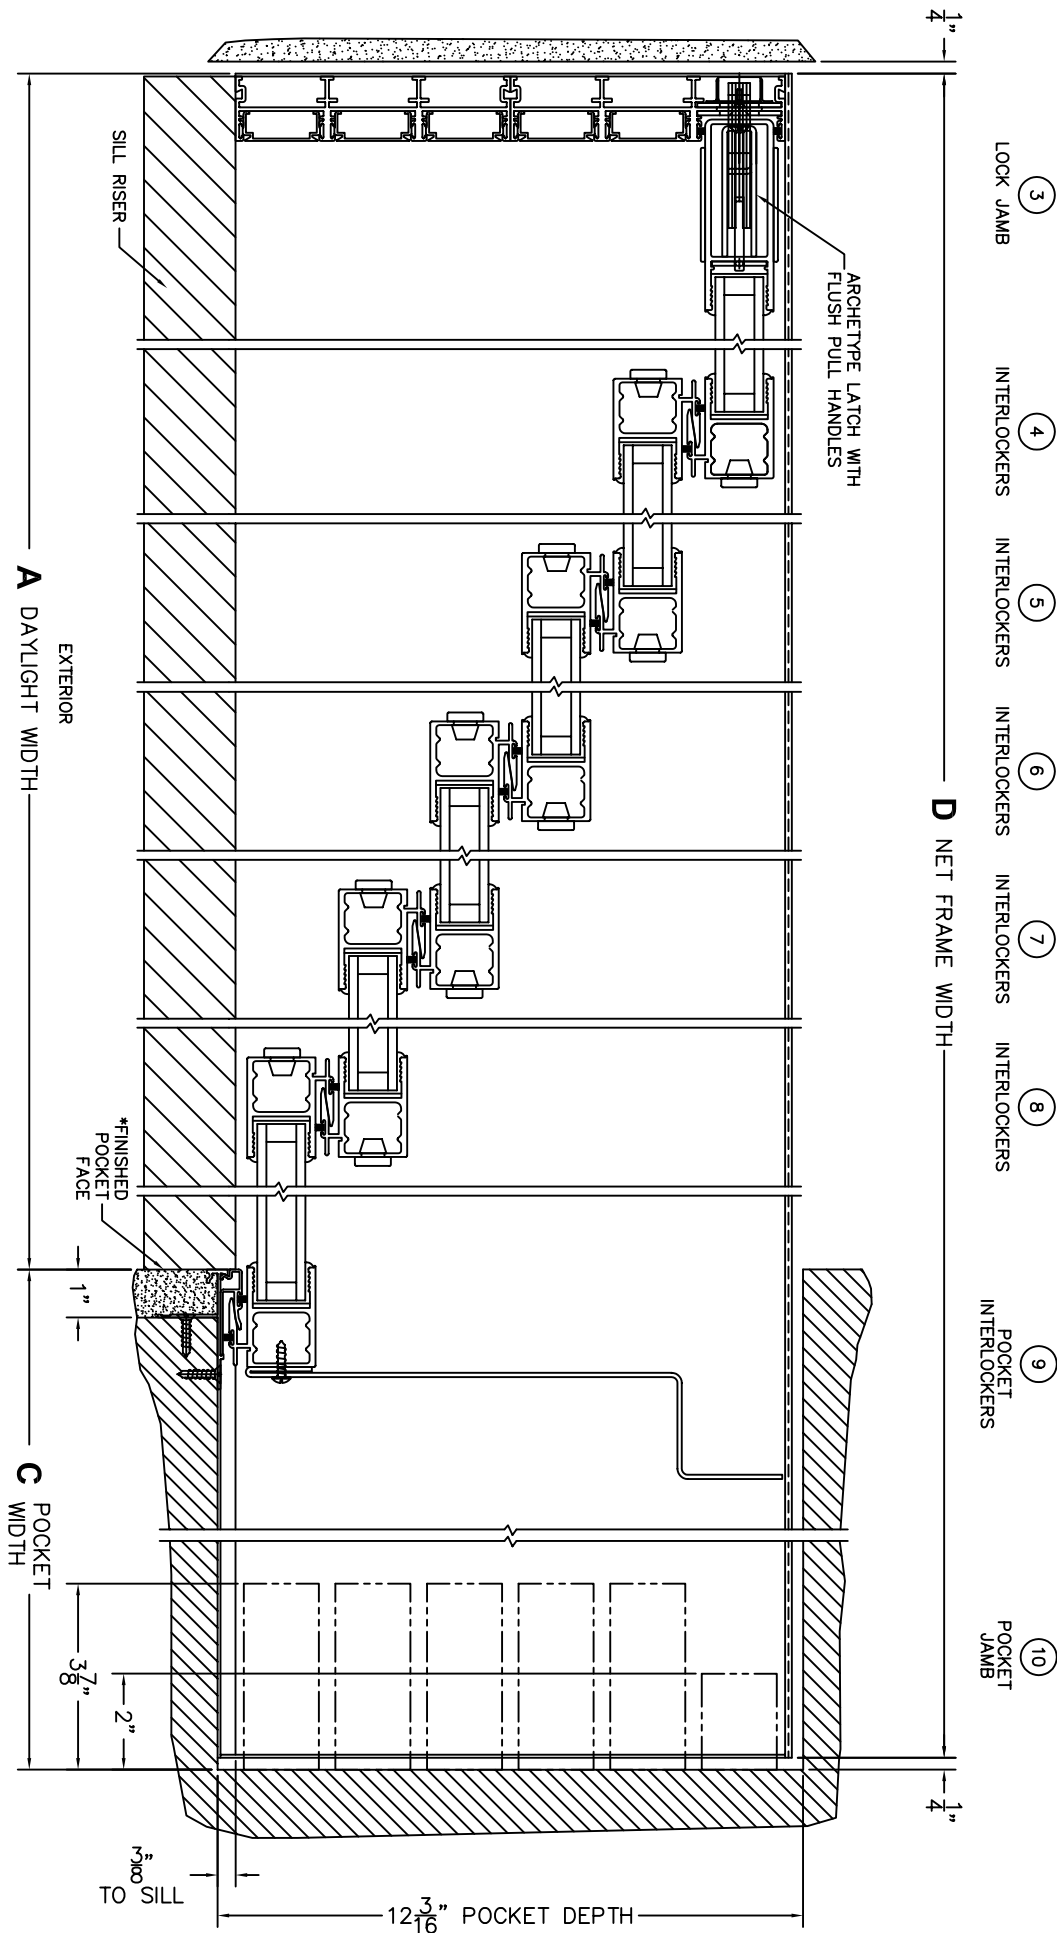 1/4"
3
LOCK JAMB
4
INTERLOCKERS
5
INTERLOCKERS
6
INTERLOCKERS
7
INTERLOCKERS
8
INTERLOCKERS
9
POCKET
INTERLOCKERS
10
POCKET
JAMB
D NET FRAME WIDTH
1/4"
ARCHETYPE LATCH WITH
FLUSH PULL HANDLES
SILL RISER
*FINISHED
POCKET
FACE
1"
EXTERIOR
A DAYLIGHT WIDTH
C POCKET
WIDTH
3 7/8"
2"
3/8"
TO SILL
12 3/16" POCKET DEPTH